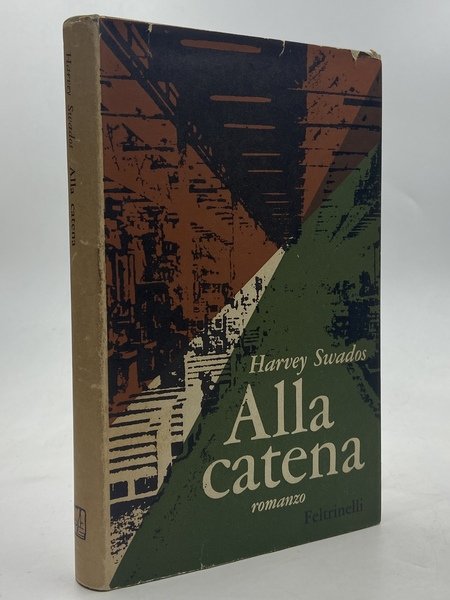 Harvey Swados Alla catena
Harvey Swados
Alla
catena
romanzo
Feltrinelli